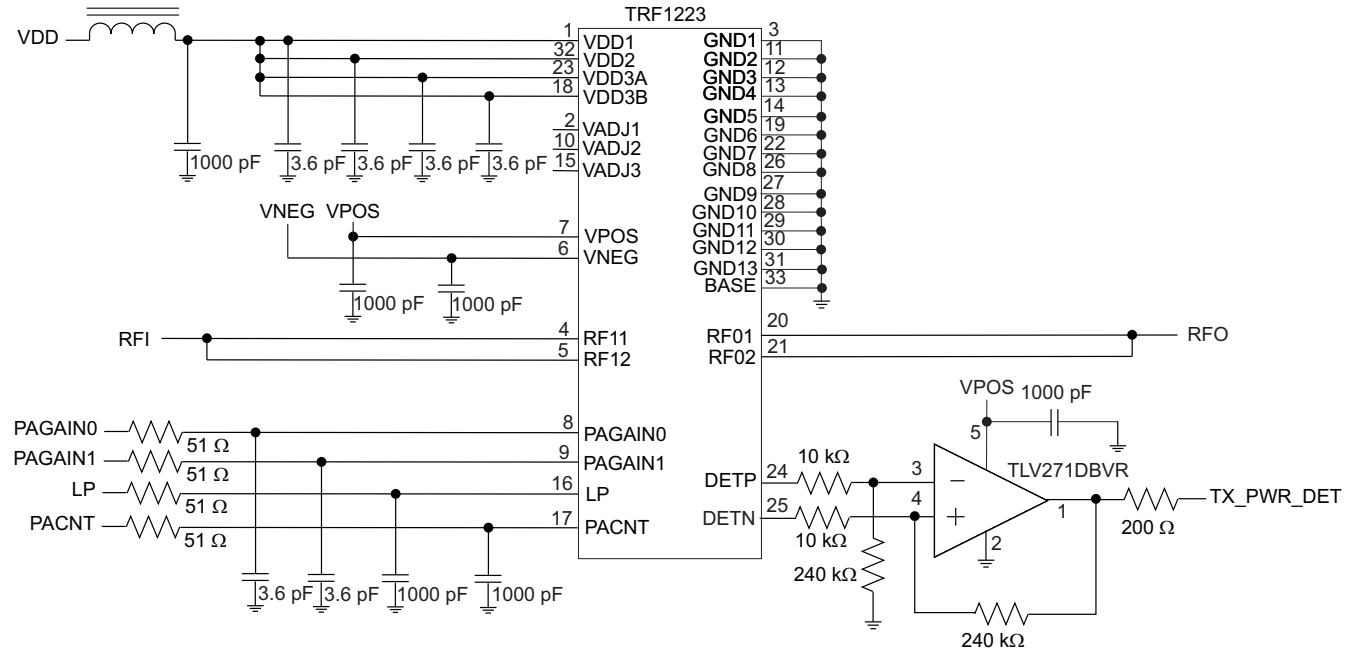 TRF1223
VDD
1 VDD1
32 VDD2
23 VDD3A
18 VDD3B
2 VADJ1
10 VADJ2
15 VADJ3
1000 pF 3.6 pF 3.6 pF 3.6 pF 3.6 pF
VNEG VPOS
7 VPOS
6 VNEG
1000 pF 1000 pF
RFI
4 RF11
5 RF12
PAGAIN0 51 Ω 8 PAGAIN0
PAGAIN1 51 Ω 9 PAGAIN1
LP 51 Ω 16 LP
PACNT 51 Ω 17 PACNT
3.6 pF 3.6 pF 1000 pF 1000 pF
GND1 3
GND2 11
GND3 12
GND4 13
GND5 14
GND6 19
GND7 22
GND8 26
GND9 27
GND10 28
GND11 29
GND12 30
GND13 31
BASE 33
RF01 20
RF02 21
RFO
VPOS 1000 pF
5
TLV271DBVR
DETP 24 10 kΩ 3 −
DETN 25 10 kΩ 4 +
1
2
200 Ω
TX_PWR_DET
240 kΩ
240 kΩ